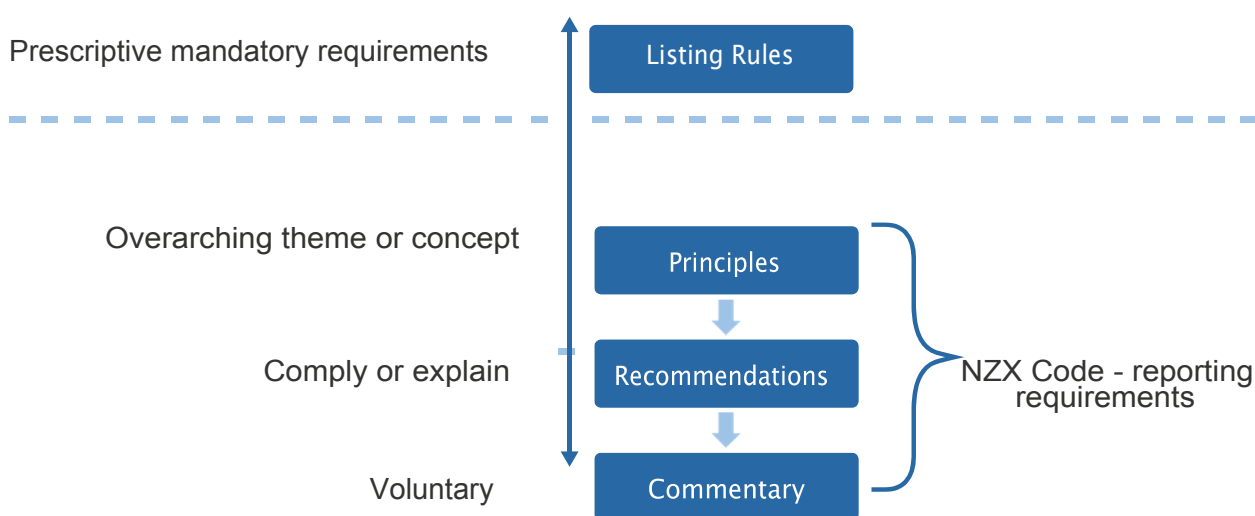 Prescriptive mandatory requirements
Listing Rules
Overarching theme or concept
Principles
Comply or explain
Recommendations
NZX Code - reporting
requirements
Voluntary
Commentary